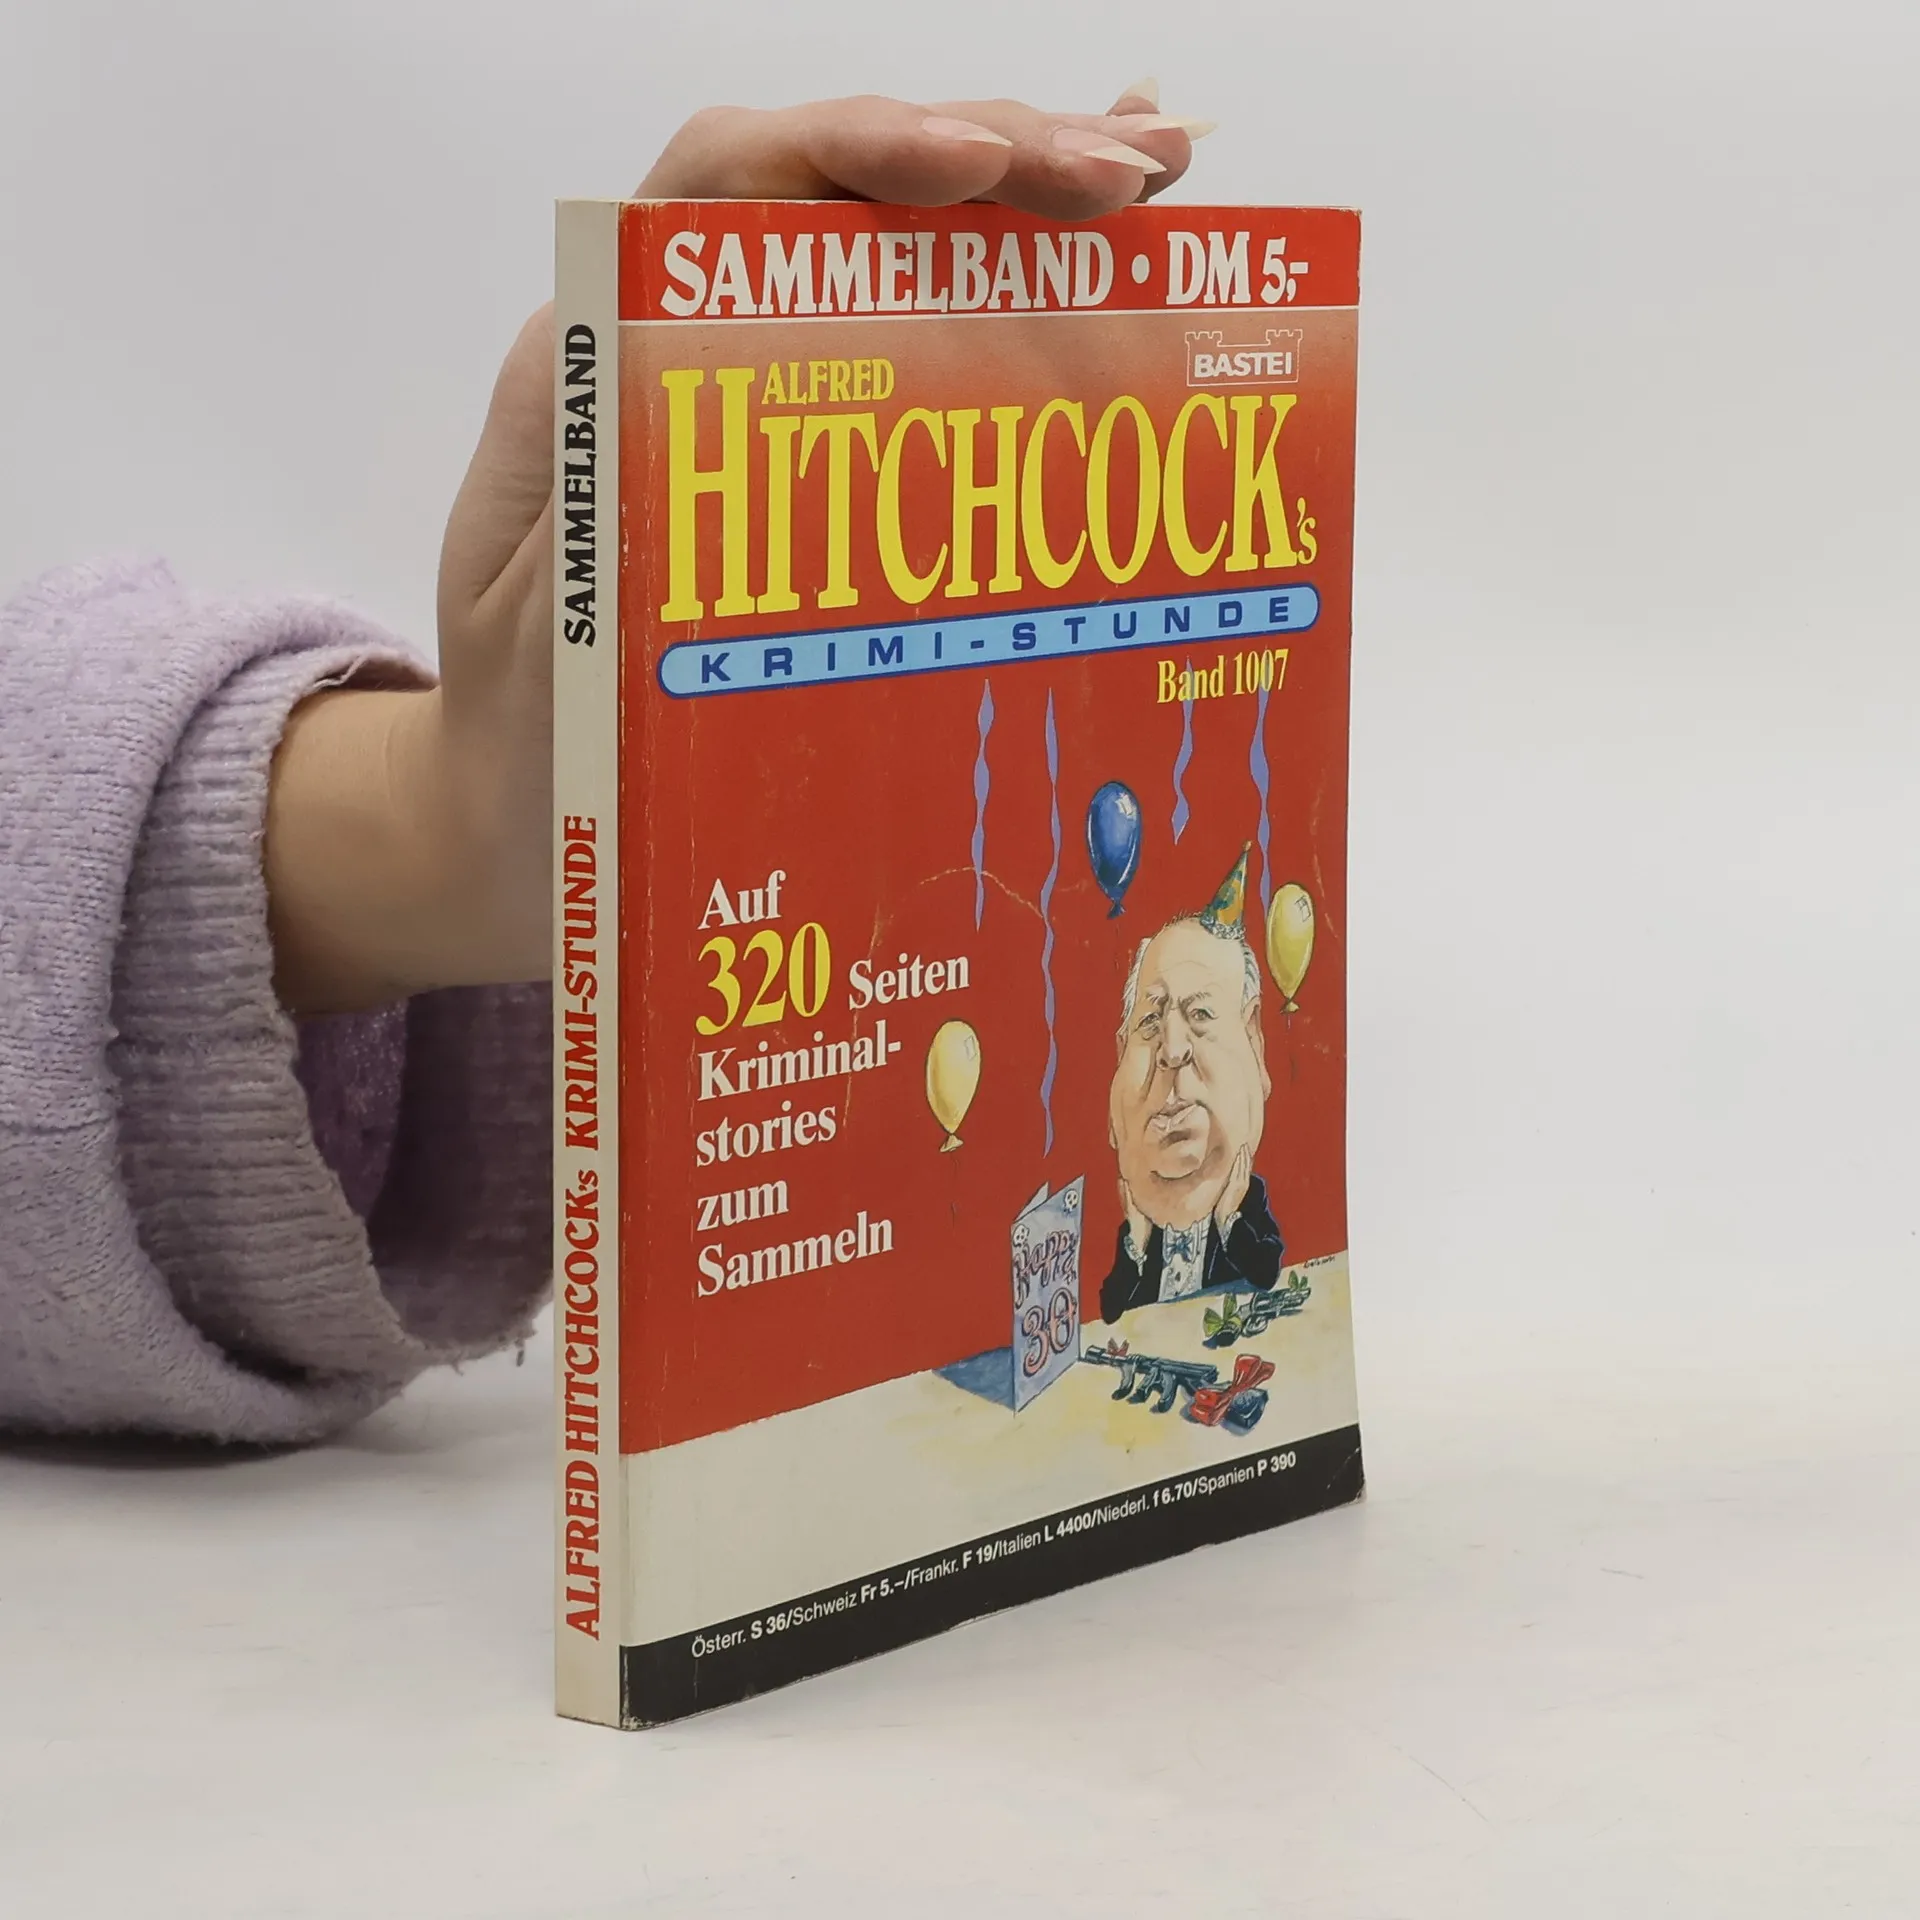 SAMMELBAND
ALFRED HITCHCOCK's KRIMI-STUNDE
SAMMELBAND • DM 5,-
BASTEI
ALFRED
HITCHCOCK's
KRIMI-STUNDE
Band 1007
Auf
320 Seiten
Kriminal-
stories
zum
Sammeln
Happy
30
Österr. S 36/Schweiz Fr 5.–/Frankr. F 19/Italien L 4400/Niederl. f 6.70/Spanien P 390